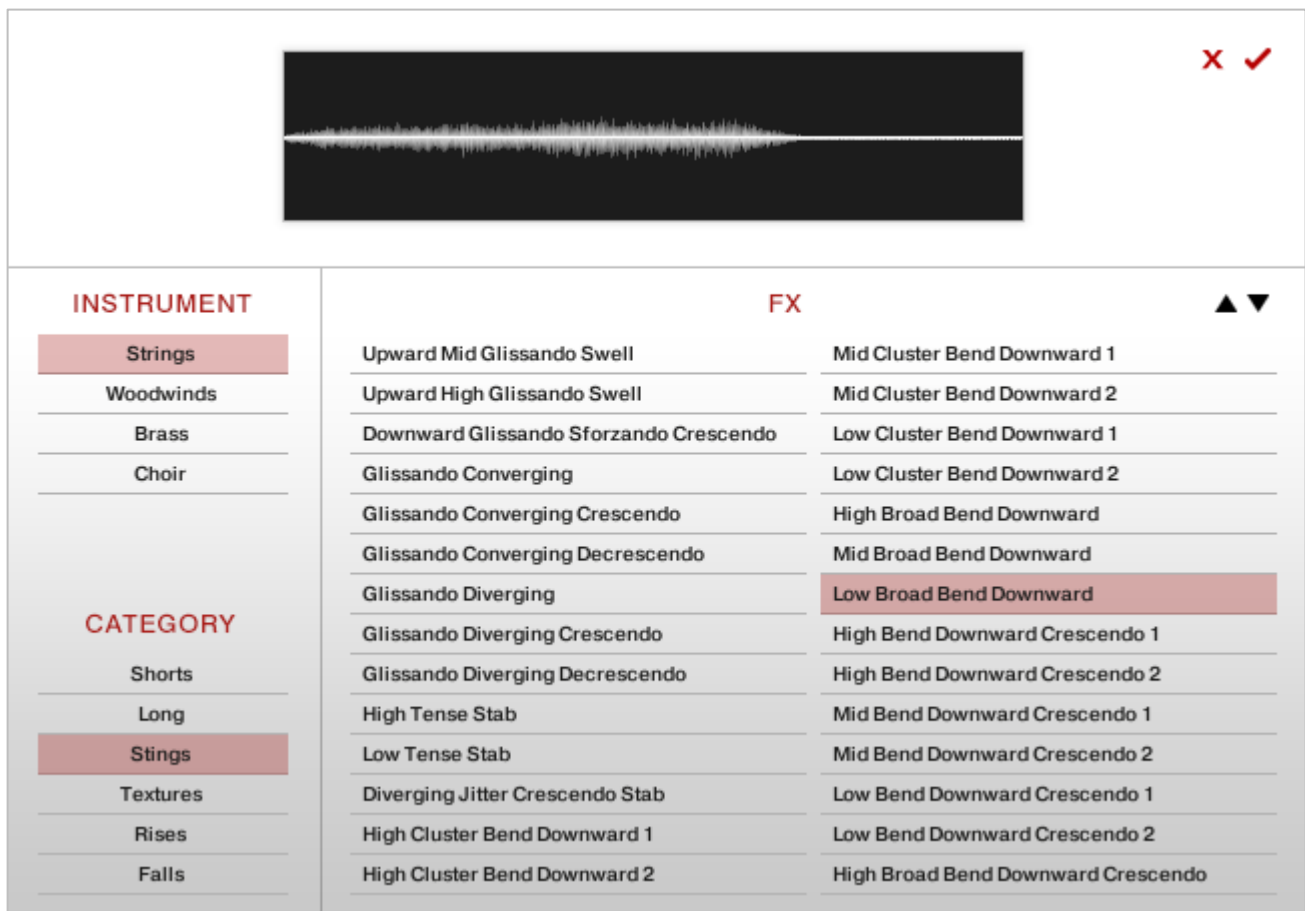 INSTRUMENT
Strings
Woodwinds
Brass
Choir
CATEGORY
Shorts
Long
Stings
Textures
Rises
Falls
FX
Upward Mid Glissando Swell
Upward High Glissando Swell
Downward Glissando Sforzando Crescendo
Glissando Converging
Glissando Converging Crescendo
Glissando Converging Decrescendo
Glissando Diverging
Glissando Diverging Crescendo
Glissando Diverging Decrescendo
High Tense Stab
Low Tense Stab
Diverging Jitter Crescendo Stab
High Cluster Bend Downward 1
High Cluster Bend Downward 2
Mid Cluster Bend Downward 1
Mid Cluster Bend Downward 2
Low Cluster Bend Downward 1
Low Cluster Bend Downward 2
High Broad Bend Downward
Mid Broad Bend Downward
Low Broad Bend Downward
High Bend Downward Crescendo 1
High Bend Downward Crescendo 2
Mid Bend Downward Crescendo 1
Mid Bend Downward Crescendo 2
Low Bend Downward Crescendo 1
Low Bend Downward Crescendo 2
High Broad Bend Downward Crescendo